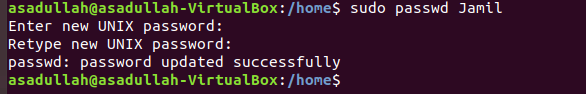 asadullah@asadullah-VirtualBox:/home$ sudo passwd Jamil
Enter new UNIX password:
Retype new UNIX password:
passwd: password updated successfully
asadullah@asadullah-VirtualBox:/home$